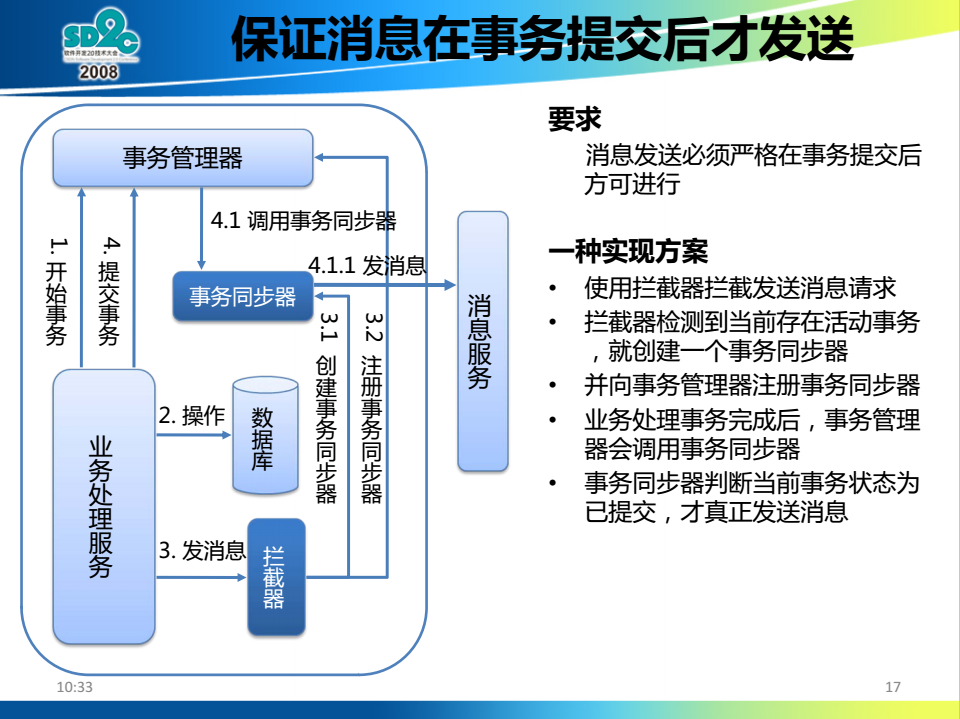 SD2C
软件开发2.0技术大会
2008
保证消息在事务提交后才发送
事务管理器
1. 开始事务
4. 提交事务
4.1 调用事务同步器
4.1.1 发消息
事务同步器
3.1 创建事务同步器
3.2 注册事务同步器
消息服务
业务处理服务
2. 操作
数据库
3. 发消息
拦截器
要求
消息发送必须严格在事务提交后
方可进行
一种实现方案
• 使用拦截器拦截发送消息请求
• 拦截器检测到当前存在活动事务
，就创建一个事务同步器
• 并向事务管理器注册事务同步器
• 业务处理事务完成后，事务管理
器会调用事务同步器
• 事务同步器判断当前事务状态为
已提交，才真正发送消息
10:33
17